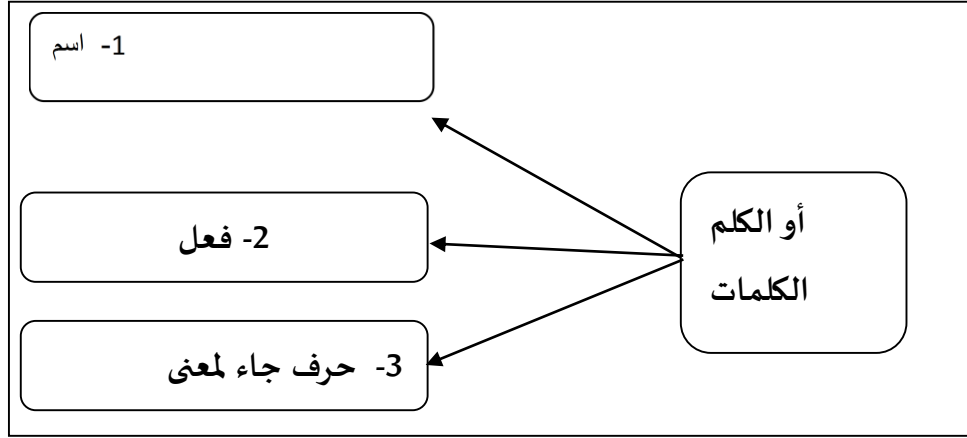 أو الكلم
الكلمات
1- اسم
2- فعل
3- حرف جاء لمعنى